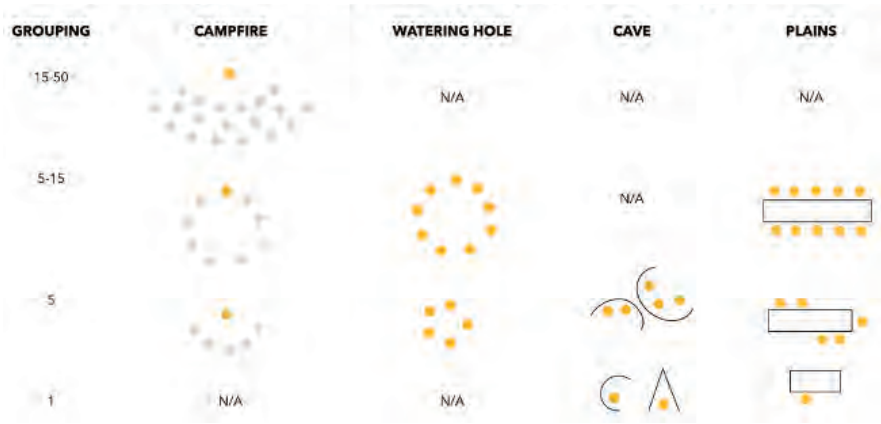 GROUPING CAMPFIRE WATERING HOLE CAVE PLAINS
15-50 N/A N/A N/A
5-15 N/A
5
1 N/A N/A